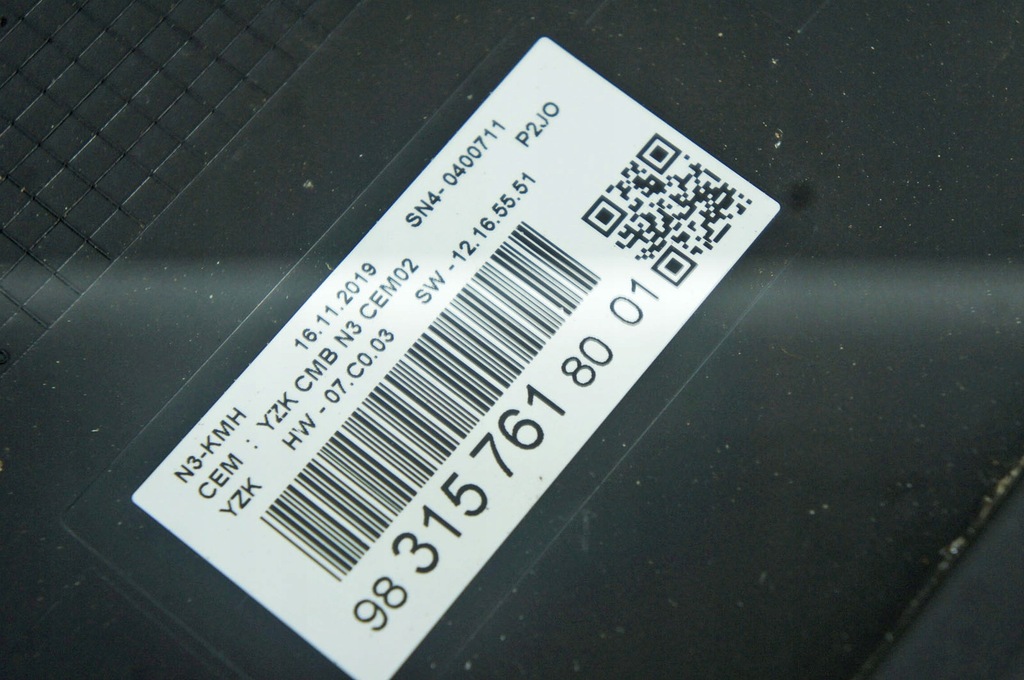 N3-KMH 16.11.2019 SN4- 0400711 P2JO
CEM : YZK CMB N3 CEM02
YZK HW - 07.C0.03 SW - 12.16.55.51
98 315 761 80 01